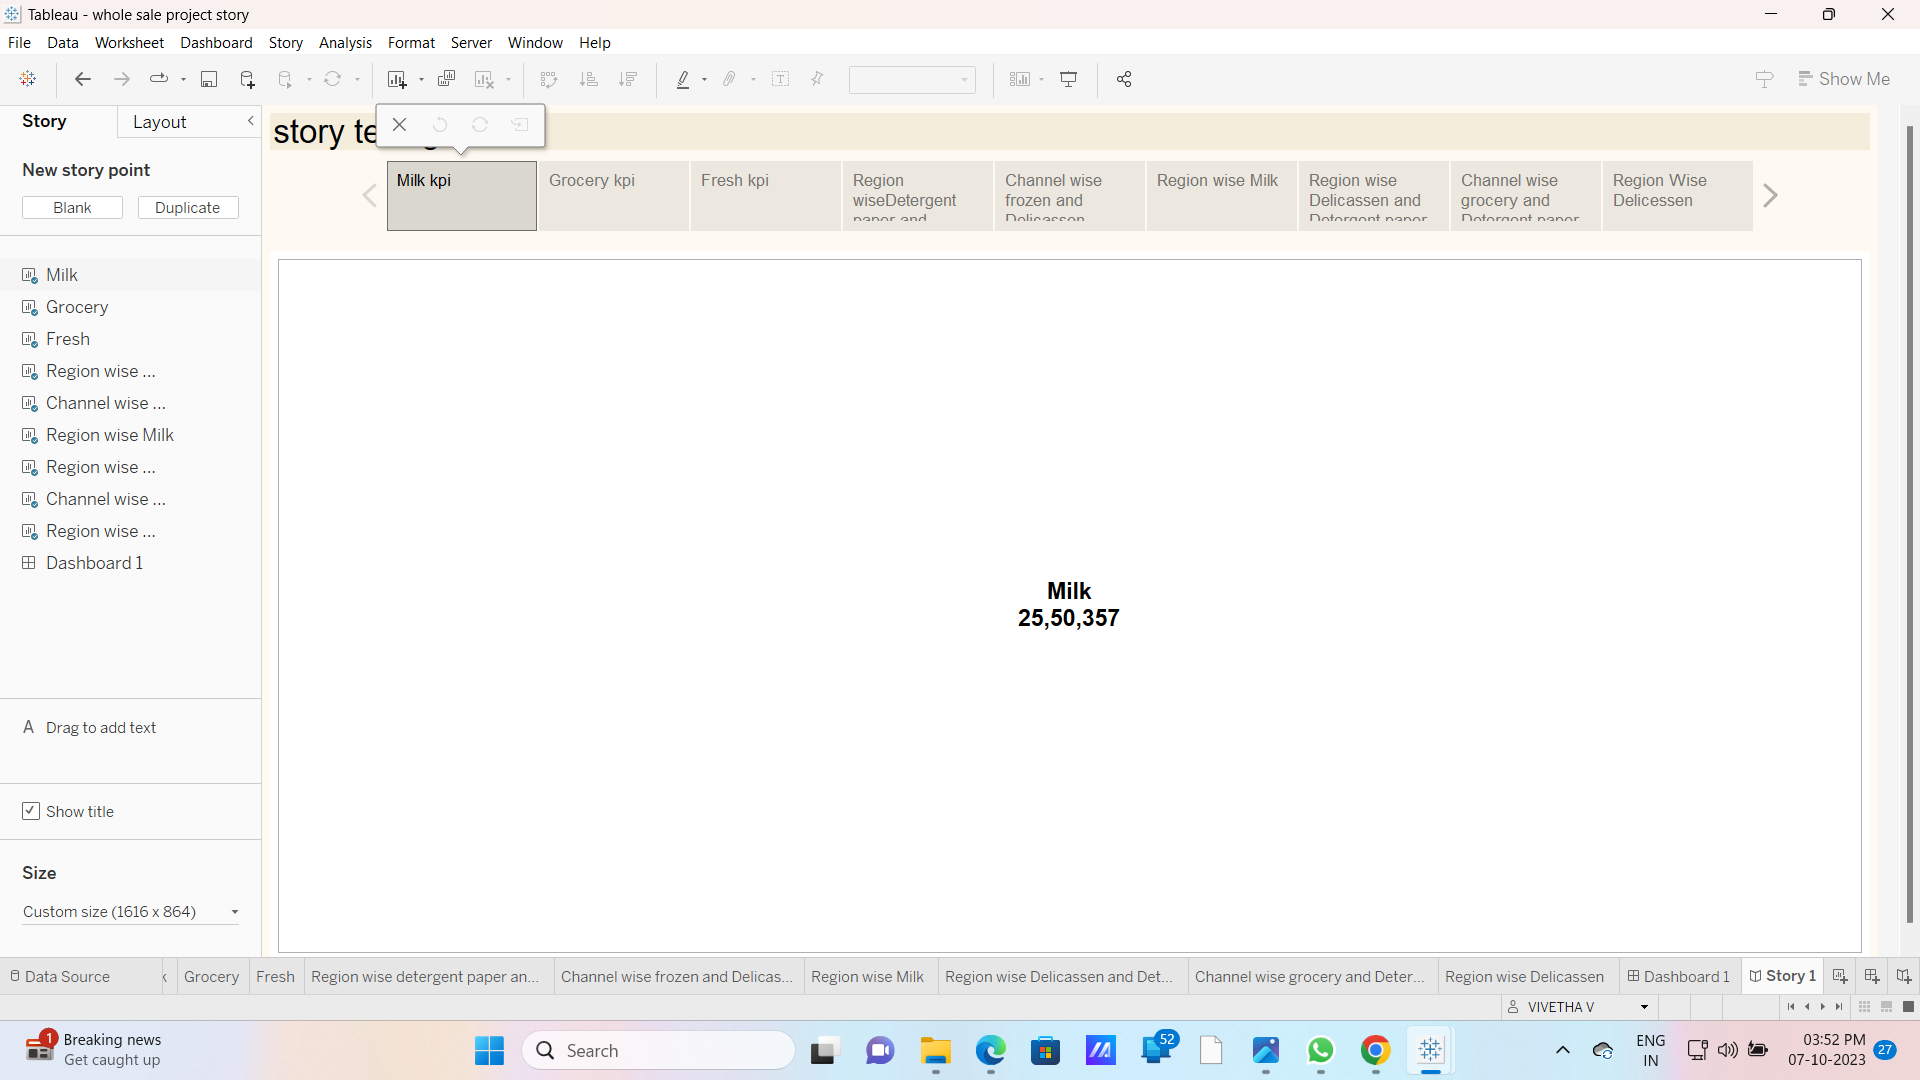 Tableau - whole sale project story
File Data Worksheet Dashboard Story Analysis Format Server Window Help
Show Me
Story Layout
New story point
Blank Duplicate
Milk
Grocery
Fresh
Region wise ...
Channel wise ...
Region wise Milk
Region wise ...
Channel wise ...
Region wise ...
Dashboard 1
A Drag to add text
Show title
Size
Custom size (1616 x 864)
story
Milk kpi
Grocery kpi
Fresh kpi
Region
wiseDetergent
paper and
Channel wise
frozen and
Delicassen
Region wise Milk
Region wise
Delicassen and
Detergent paper
Channel wise
grocery and
Detergent paper
Region Wise
Delicessen
Milk
25,50,357
Data Source Grocery Fresh Region wise detergent paper an... Channel wise frozen and Delicas... Region wise Milk Region wise Delicassen and Det... Channel wise grocery and Deter... Region wise Delicassen Dashboard 1 Story 1
VIVETHA V
1 Breaking news
Get caught up
Search
52
ENG
IN
03:52 PM
07-10-2023
27